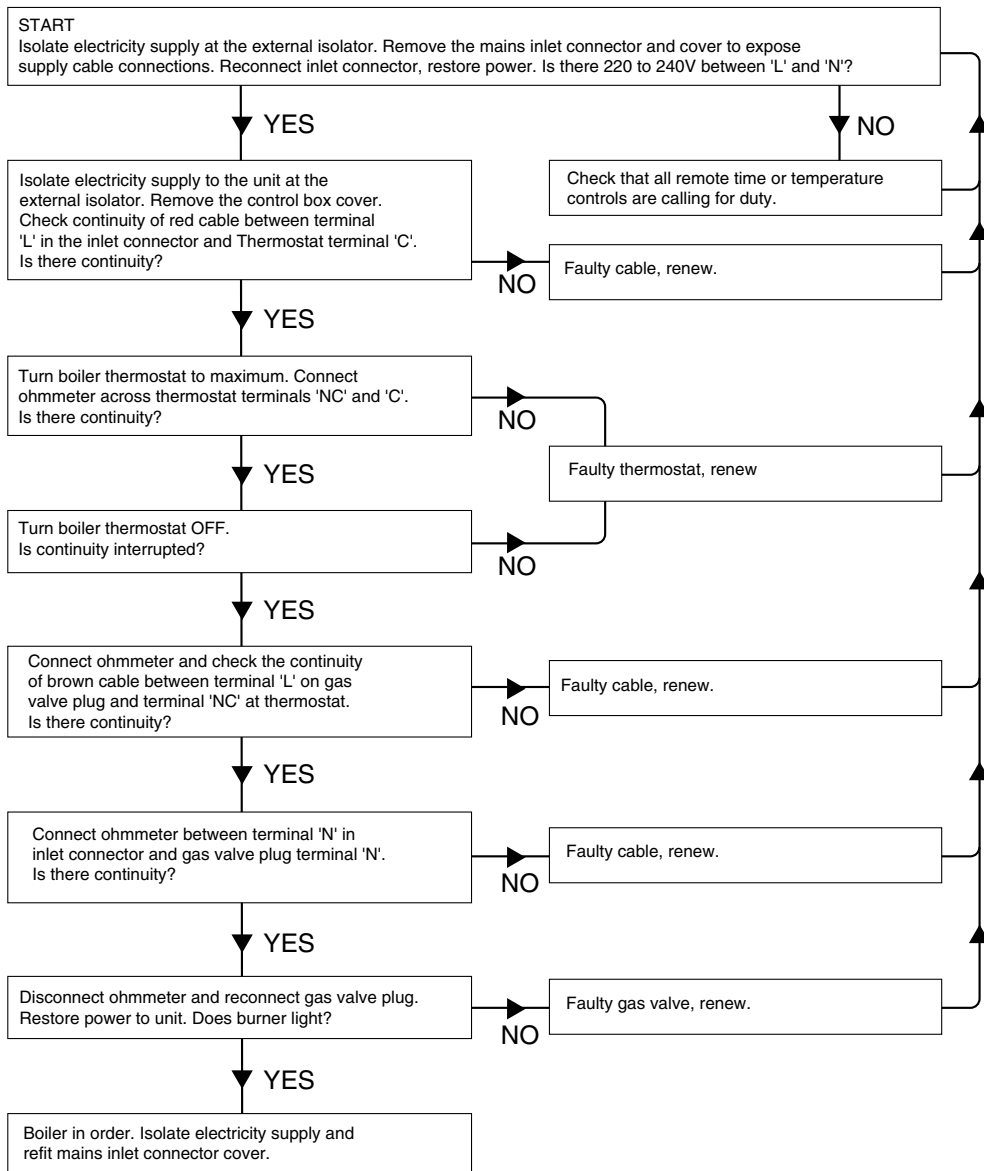 START
Isolate electricity supply at the external isolator. Remove the mains inlet connector and cover to expose
supply cable connections. Reconnect inlet connector, restore power. Is there 220 to 240V between 'L' and 'N'?
YES
NO
Isolate electricity supply to the unit at the
external isolator. Remove the control box cover.
Check continuity of red cable between terminal
'L' in the inlet connector and Thermostat terminal 'C'.
Is there continuity?
Check that all remote time or temperature
controls are calling for duty.
NO
Faulty cable, renew.
YES
Turn boiler thermostat to maximum. Connect
ohmmeter across thermostat terminals 'NC' and 'C'.
Is there continuity?
NO
YES
Faulty thermostat, renew
Turn boiler thermostat OFF.
Is continuity interrupted?
NO
YES
Connect ohmmeter and check the continuity
of brown cable between terminal 'L' on gas
valve plug and terminal 'NC' at thermostat.
Is there continuity?
NO
Faulty cable, renew.
YES
Connect ohmmeter between terminal 'N' in
inlet connector and gas valve plug terminal 'N'.
Is there continuity?
NO
Faulty cable, renew.
YES
Disconnect ohmmeter and reconnect gas valve plug.
Restore power to unit. Does burner light?
NO
Faulty gas valve, renew.
YES
Boiler in order. Isolate electricity supply and
refit mains inlet connector cover.